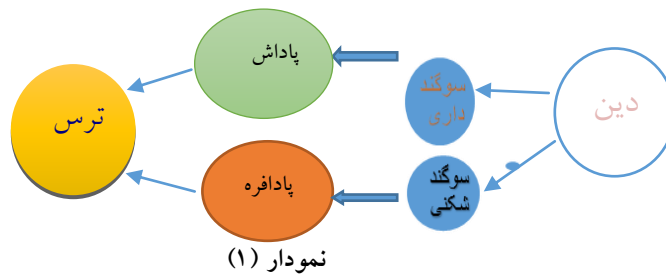 دین
سوگند
داری
پاداش
سوگند
شکنی
پادافره
ترس
نمودار (۱)